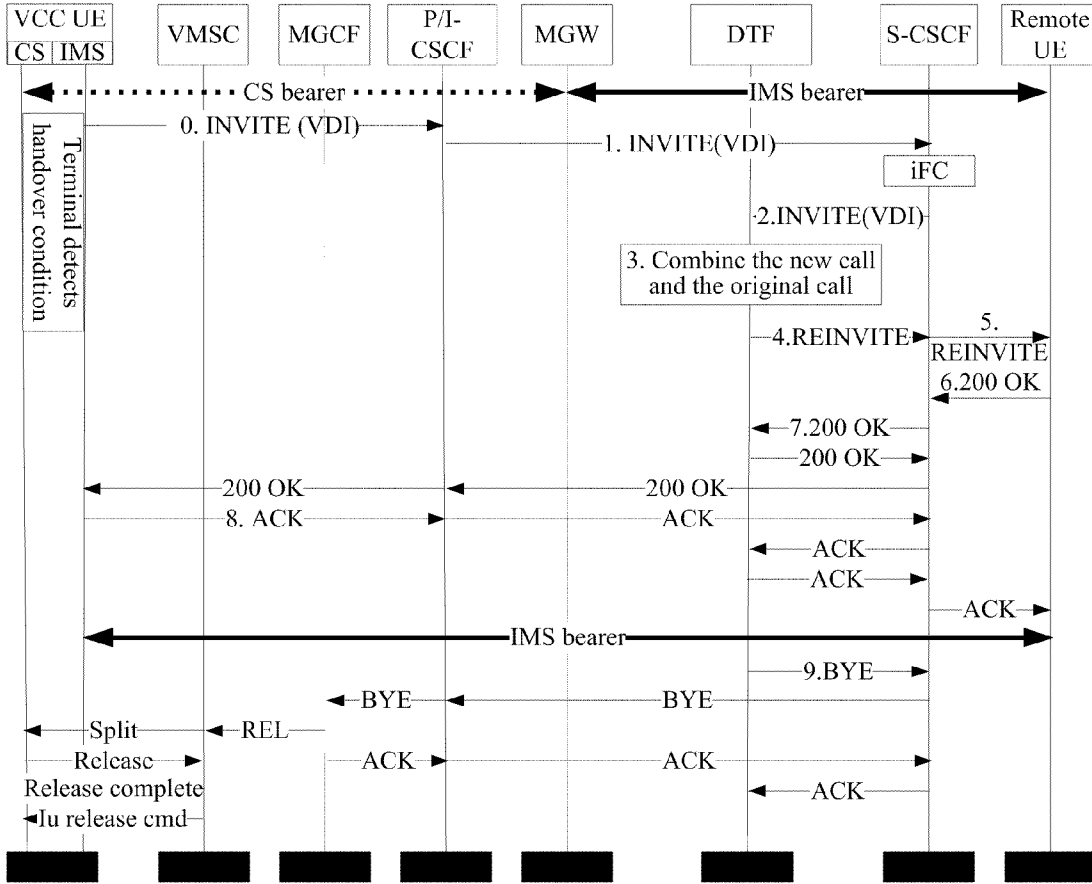 VCC UE
CS IMS
VMSC
MGCF
P/I-
CSCF
MGW
DTF
S-CSCF
Remote
UE
CS bearer
IMS bearer
Terminal detects
handover condition
0. INVITE (VDI)
1. INVITE(VDI)
iFC
2.INVITE(VDI)
3. Combine the new call
and the original call
4.REINVITE
5.
REINVITE
6.200 OK
7.200 OK
200 OK
200 OK
200 OK
8. ACK
ACK
ACK
ACK
ACK
IMS bearer
9.BYE
BYE
BYE
Split
REL
Release
ACK
ACK
Release complete
ACK
Iu release cmd